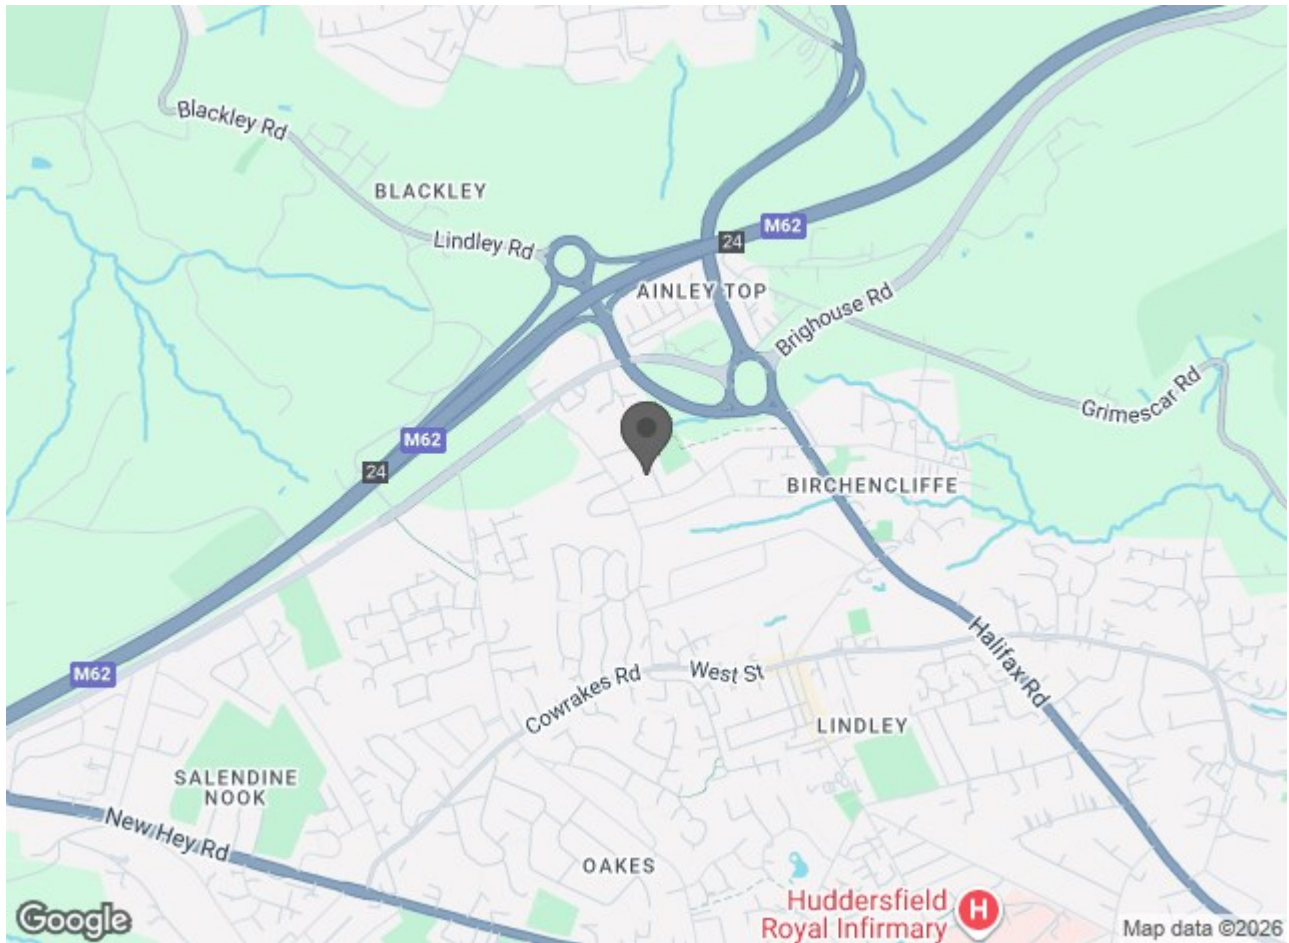 Blackley Rd
BLACKLEY
Lindley Rd
M62
24
AINLEY TOP
Brighouse Rd
Grimescar Rd
M62
24
BIRCHENCLIFFE
Halifax Rd
M62
Cowrakes Rd
West St
LINDLEY
SALENDINE
NOOK
New Hey Rd
OAKES
Huddersfield
Royal Infirmary
H
Google
Map data ©2026